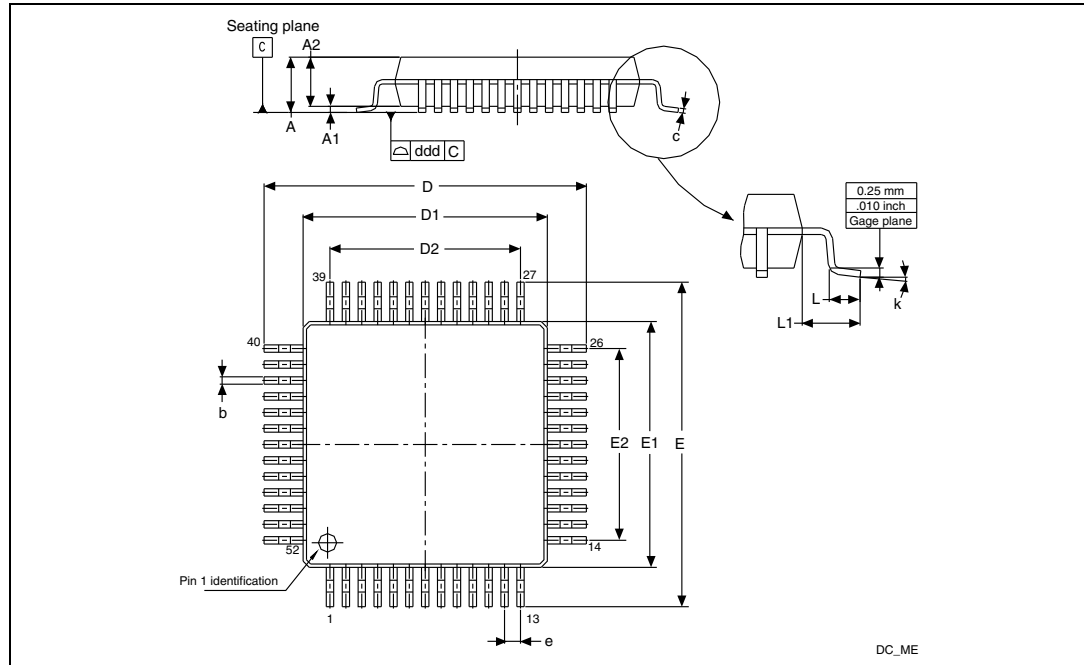 Seating plane
C
A2
A
A1
ddd C
c
D
D1
D2
0.25 mm
.010 inch
Gage plane
L
L1
k
39
27
40
26
b
E2
E1
E
52
14
Pin 1 identification
1
13
e
DC_ME